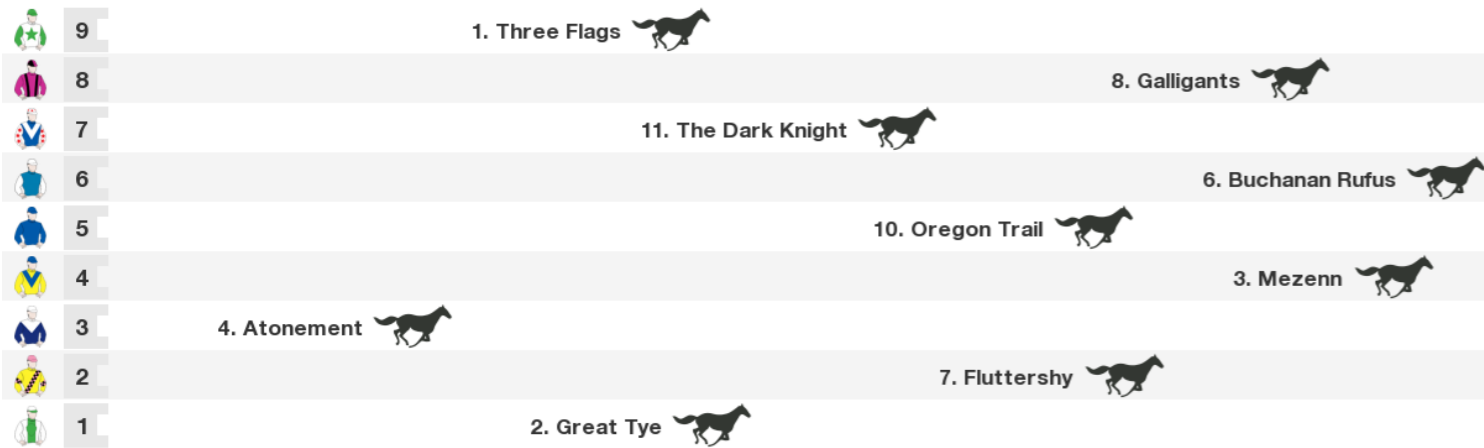 9 1. Three Flags
8 8. Galligants
7 11. The Dark Knight
6 6. Buchanan Rufus
5 10. Oregon Trail
4 3. Mezenn
3 4. Atonement
2 7. Fluttershy
1 2. Great Tye